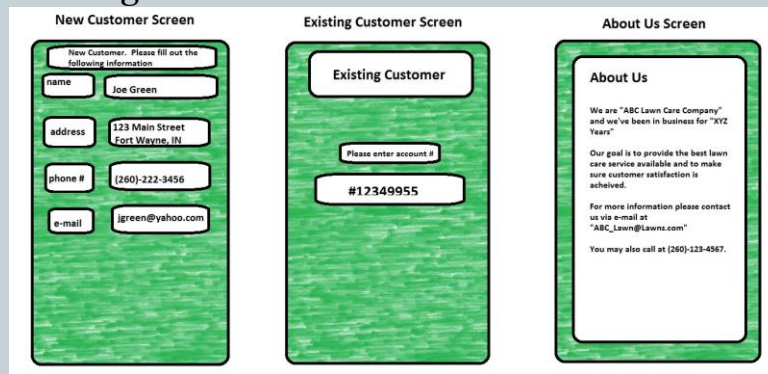 New Customer Screen
New Customer. Please fill out the
following information
name
Joe Green
address
123 Main Street
Fort Wayne, IN
phone #
(260)-222-3456
e-mail
jgreen@yahoo.com
Existing Customer Screen
Existing Customer
Please enter account #
#12349955
About Us Screen
About Us
We are "ABC Lawn Care Company"
and we've been in business for "XYZ
Years"
Our goal is to provide the best lawn
care service available and to make
sure customer satisfaction is
acheived.
For more information please contact
us via e-mail at
"ABC_Lawn@Lawns.com"
You may also call at (260)-123-4567.